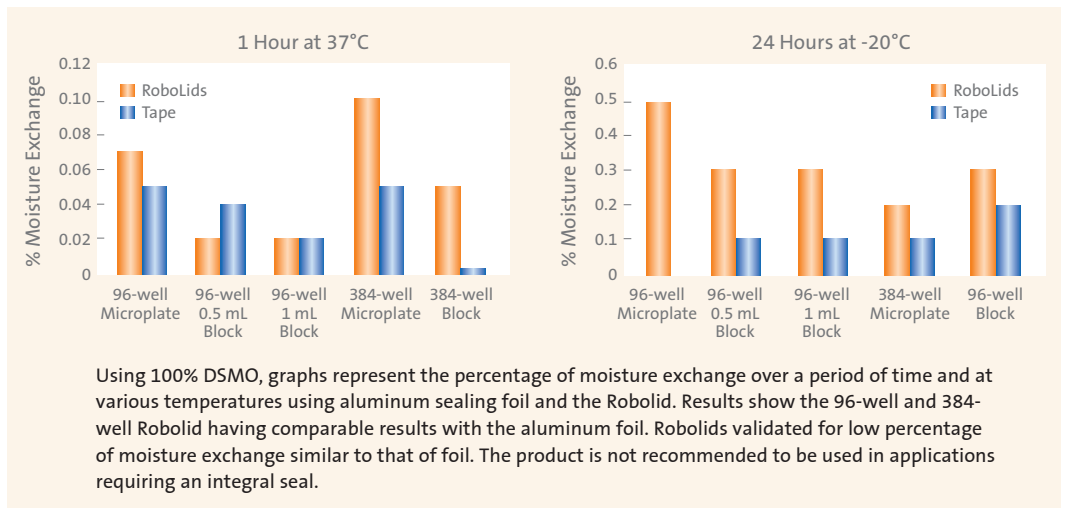 1 Hour at 37°C
% Moisture Exchange
0.12
0.10
0.08
0.06
0.04
0.02
0
RoboLids
Tape
96-well
Microplate
96-well
0.5 mL
Block
96-well
1 mL
Block
384-well
Microplate
384-well
Block
24 Hours at -20°C
% Moisture Exchange
0.6
0.5
0.4
0.3
0.2
0.1
0
RoboLids
Tape
96-well
Microplate
96-well
0.5 mL
Block
96-well
1 mL
Block
384-well
Microplate
96-well
Block
Using 100% DSMO, graphs represent the percentage of moisture exchange over a period of time and at
various temperatures using aluminum sealing foil and the Robolid. Results show the 96-well and 384-
well Robolid having comparable results with the aluminum foil. Robolids validated for low percentage
of moisture exchange similar to that of foil. The product is not recommended to be used in applications
requiring an integral seal.